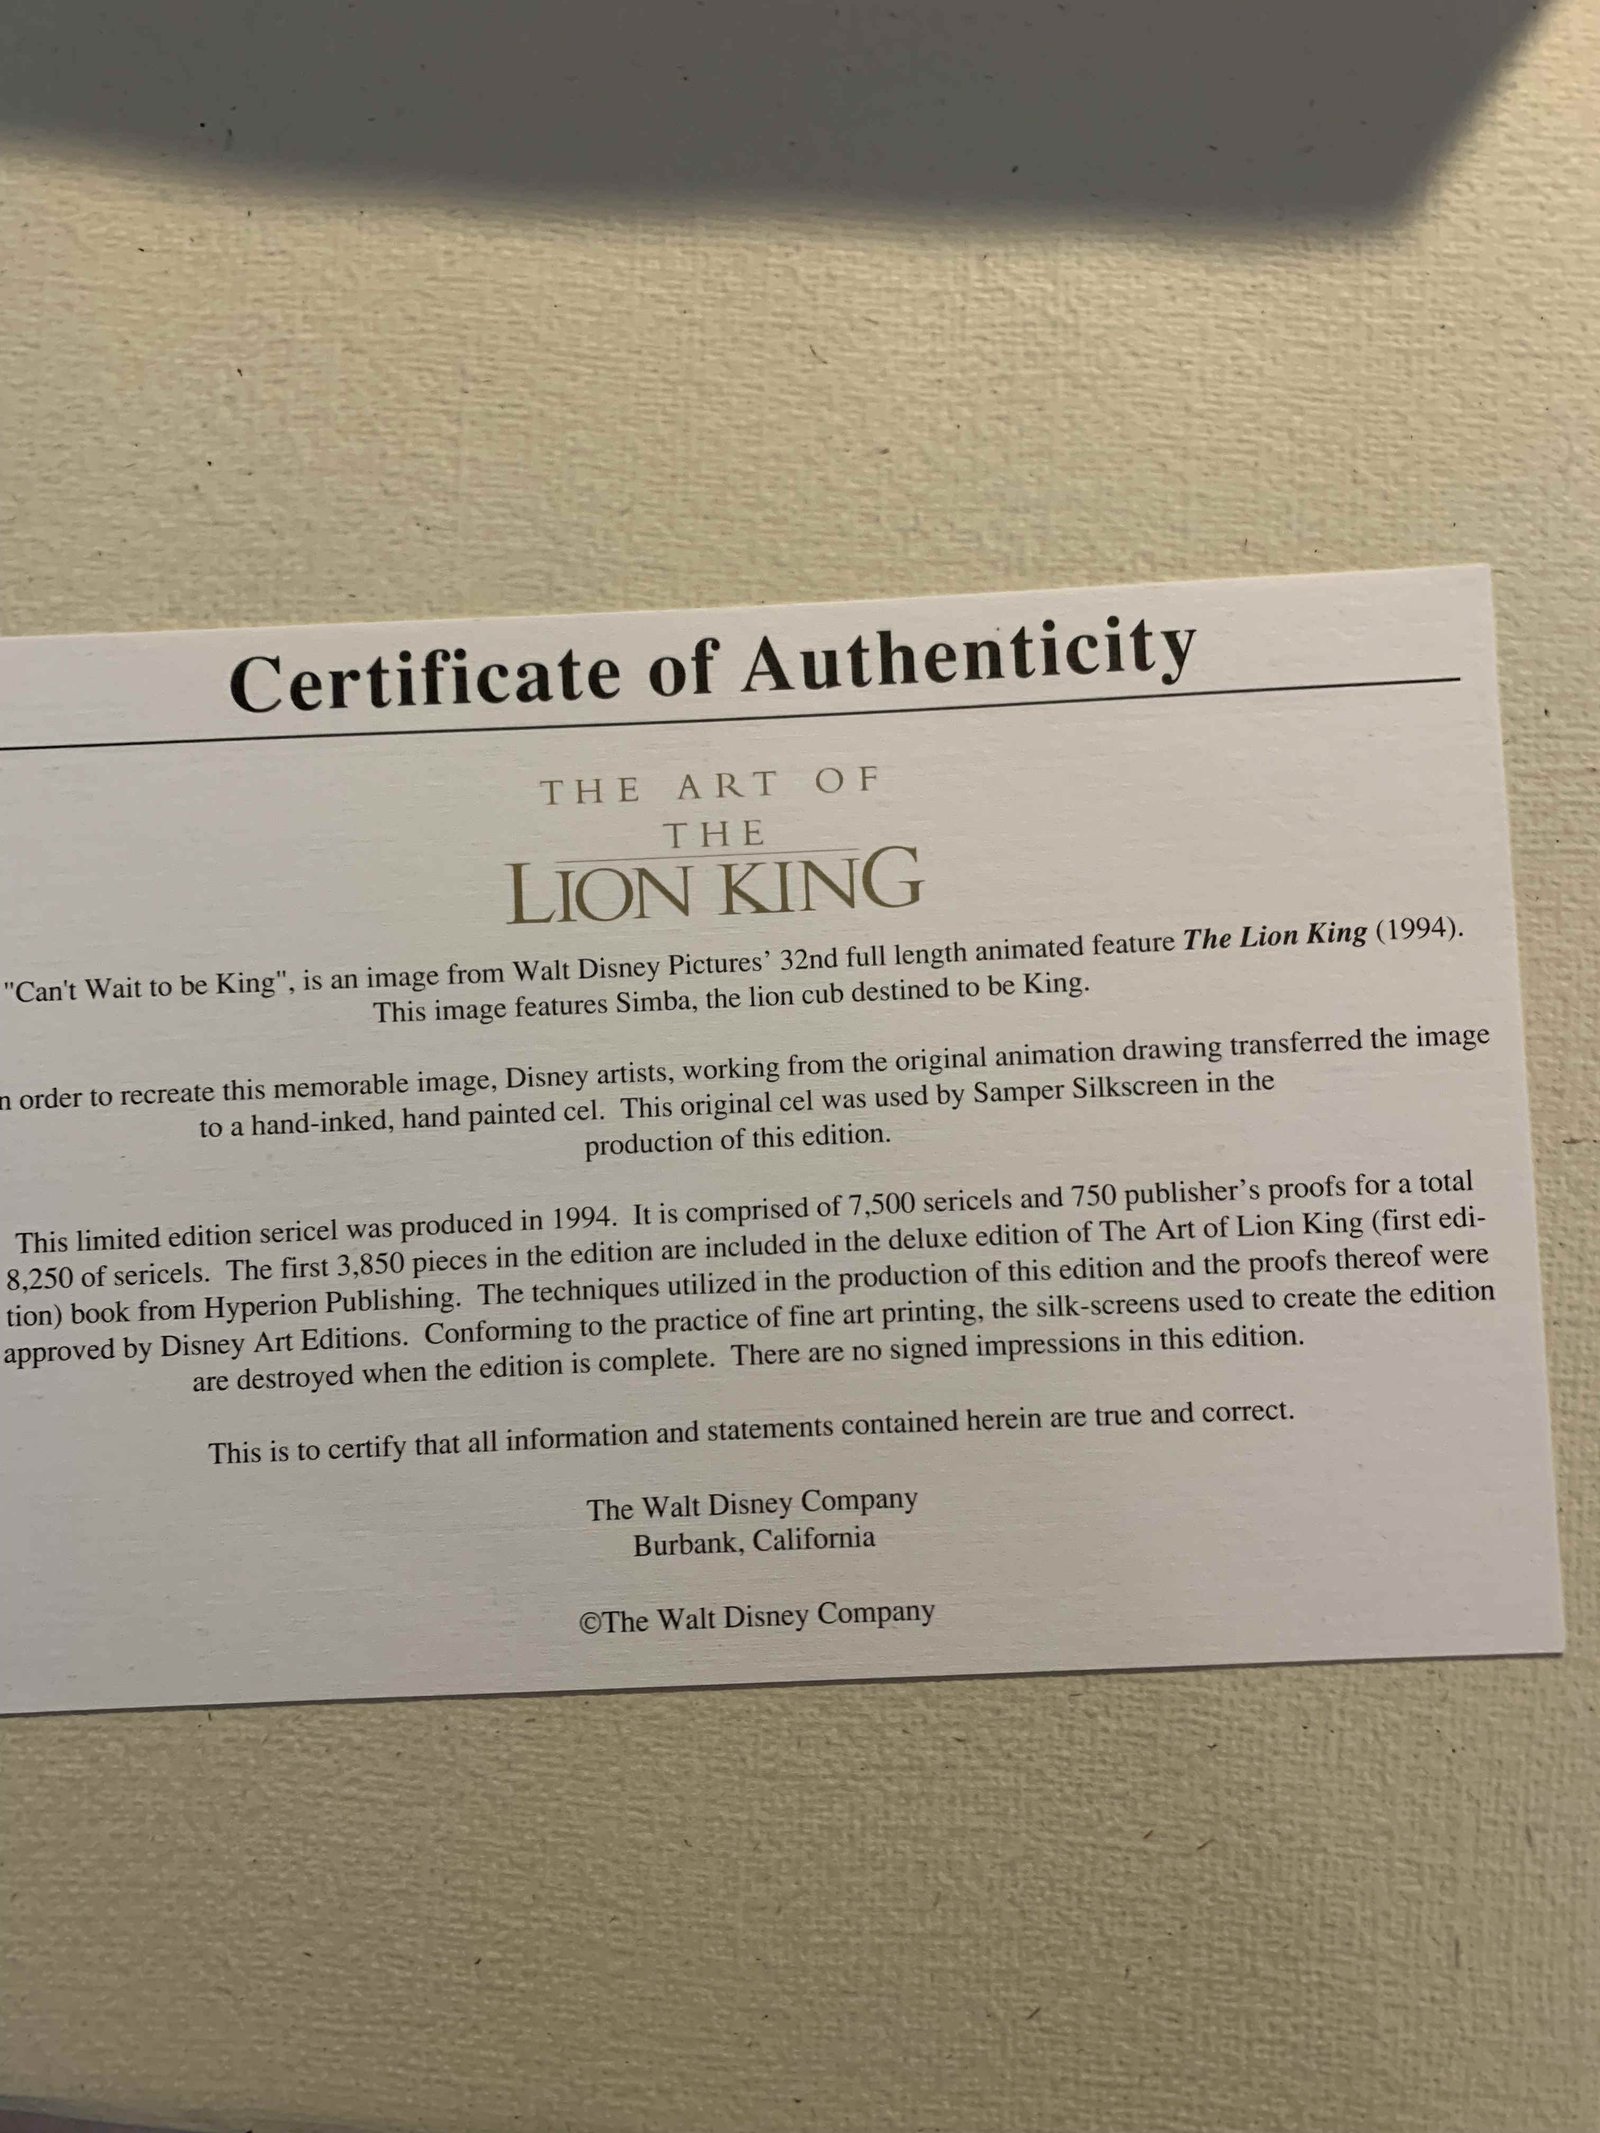 Certificate of Authenticity
THE ART OF
THE
LION KING
"Can't Wait to be King", is an image from Walt Disney Pictures' 32nd full length animated feature The Lion King (1994).
This image features Simba, the lion cub destined to be King.
n order to recreate this memorable image, Disney artists, working from the original animation drawing transferred the image
to a hand-inked, hand painted cel. This original cel was used by Samper Silkscreen in the
production of this edition.
This limited edition sericel was produced in 1994. It is comprised of 7,500 sericels and 750 publisher's proofs for a total
8,250 of sericels. The first 3,850 pieces in the edition are included in the deluxe edition of The Art of Lion King (first edi-
tion) book from Hyperion Publishing. The techniques utilized in the production of this edition and the proofs thereof were
approved by Disney Art Editions. Conforming to the practice of fine art printing, the silk-screens used to create the edition
are destroyed when the edition is complete. There are no signed impressions in this edition.
This is to certify that all information and statements contained herein are true and correct.
The Walt Disney Company
Burbank, California
©The Walt Disney Company